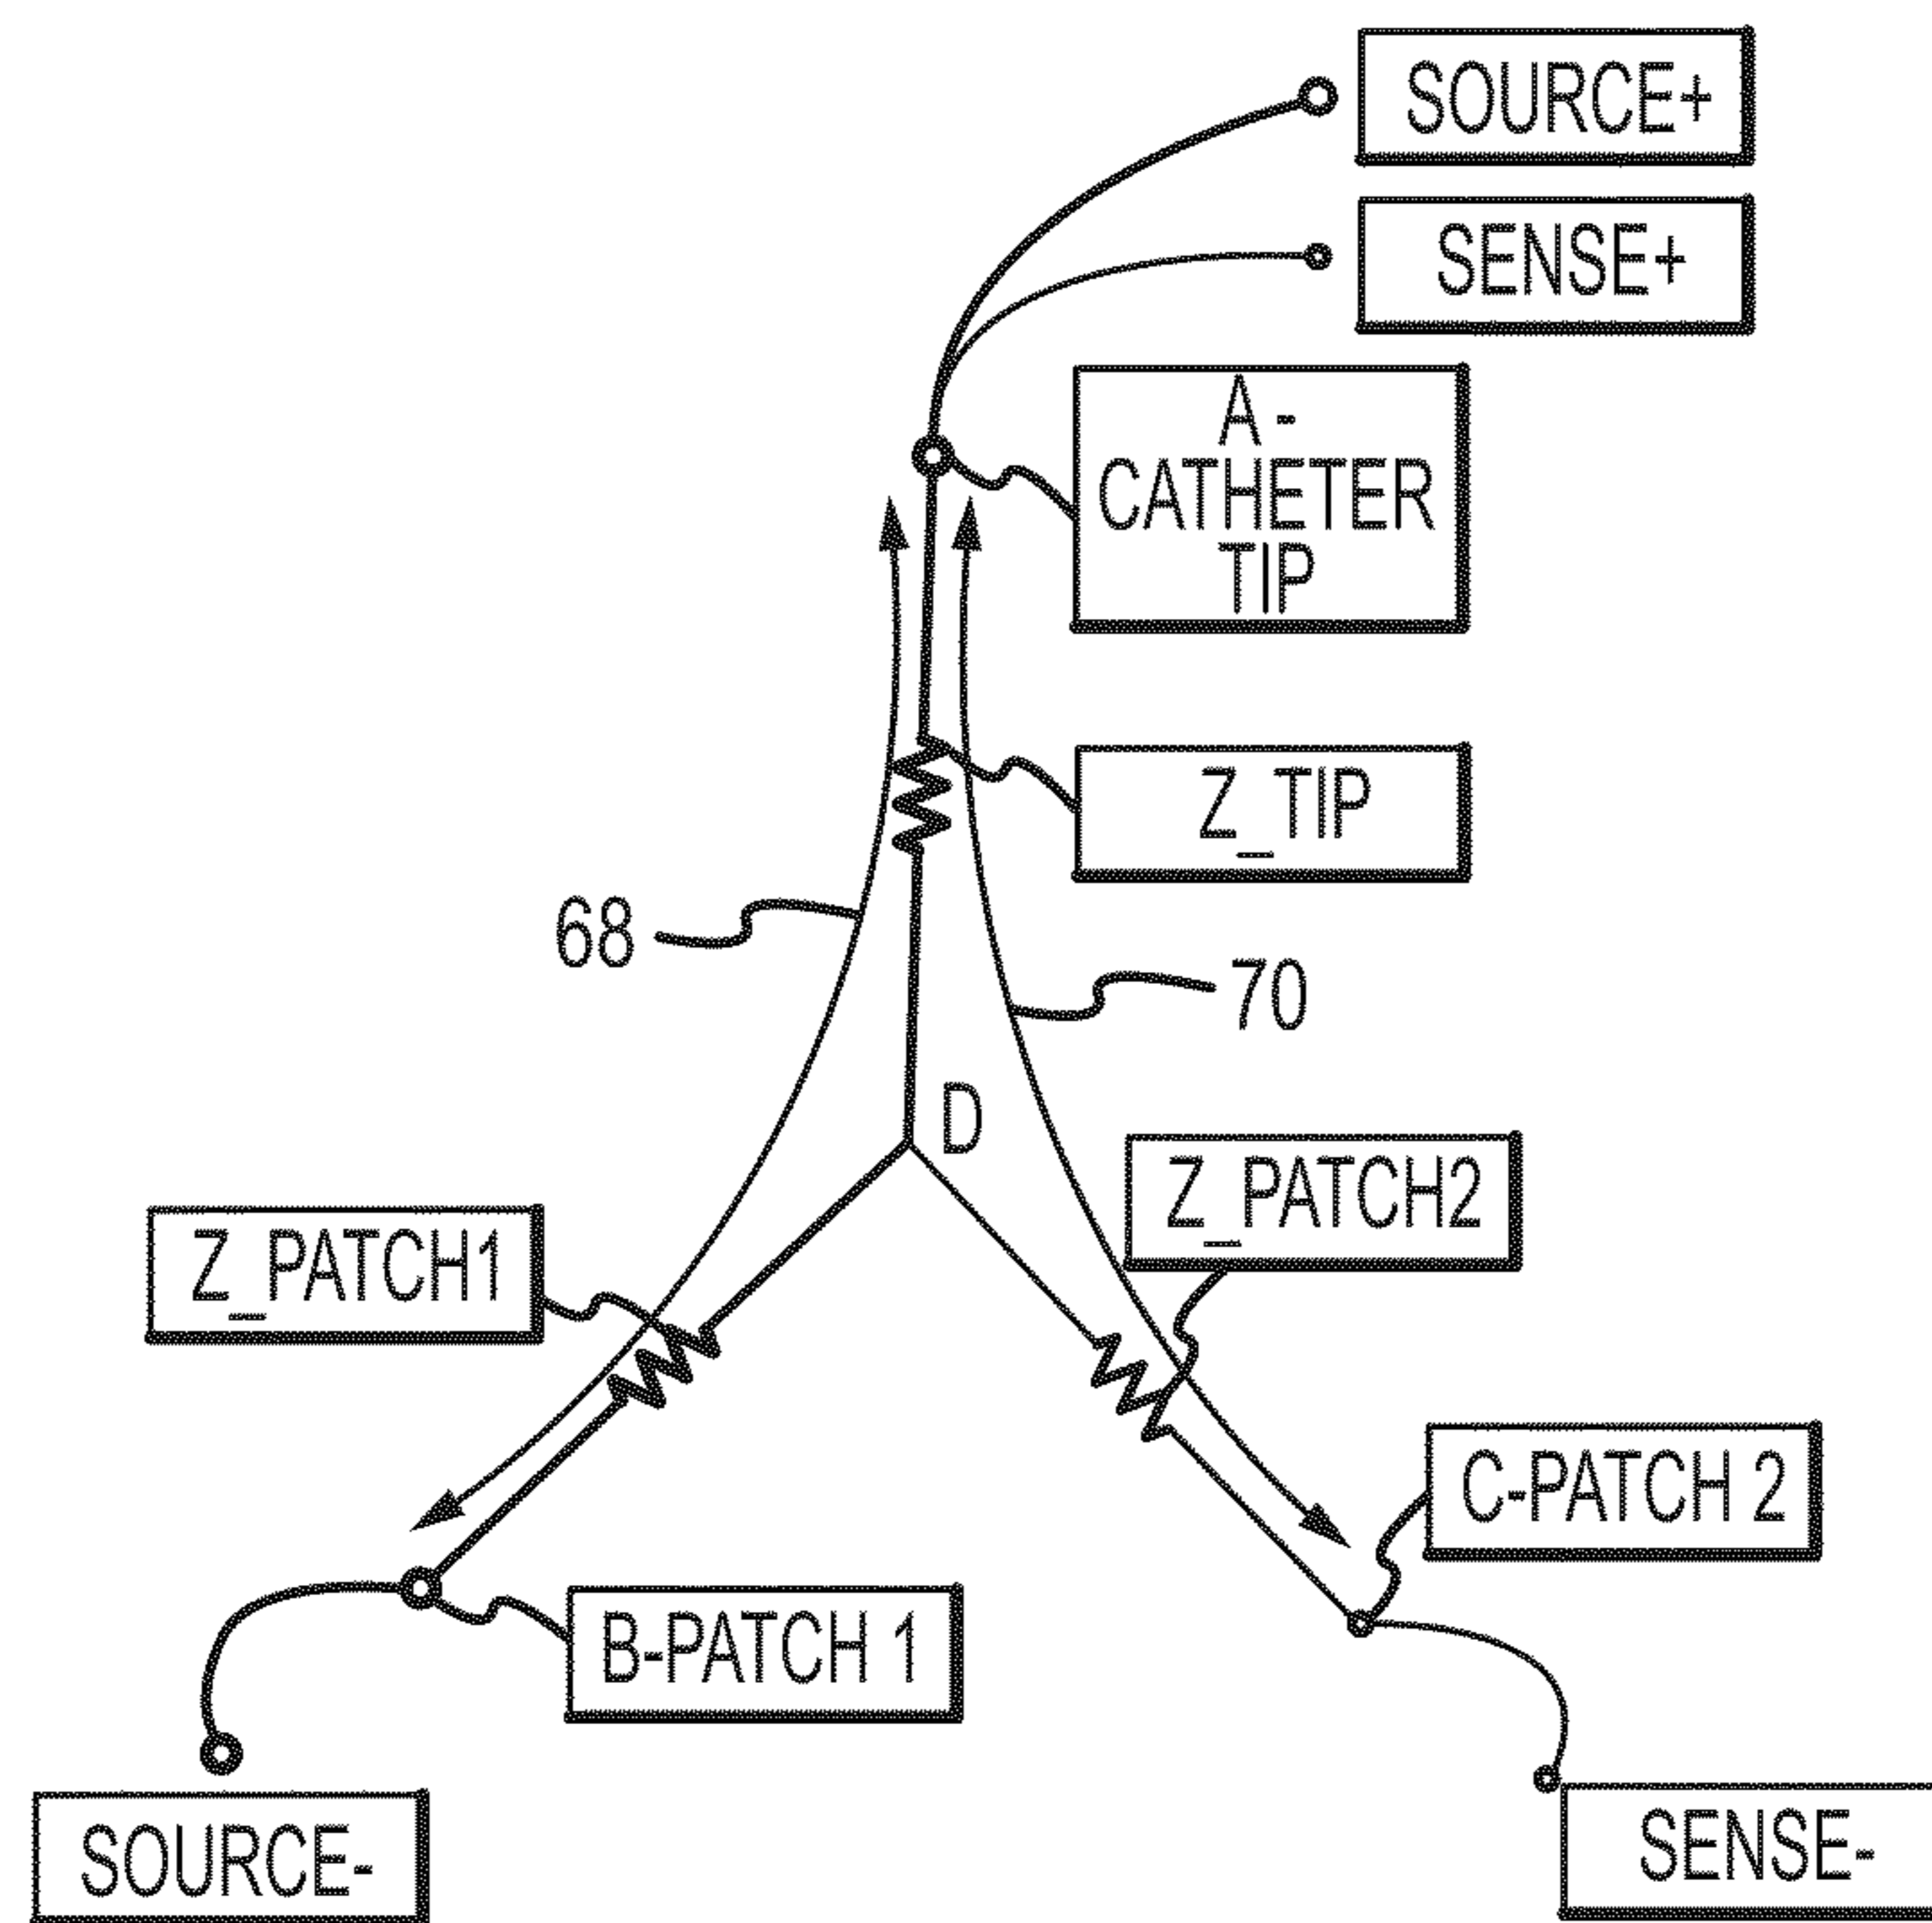 SOURCE+
SENSE+
A -
CATHETER
TIP
Z_TIP
68
70
D
Z_PATCH2
Z_PATCH1
C-PATCH 2
B-PATCH 1
SOURCE-
SENSE-